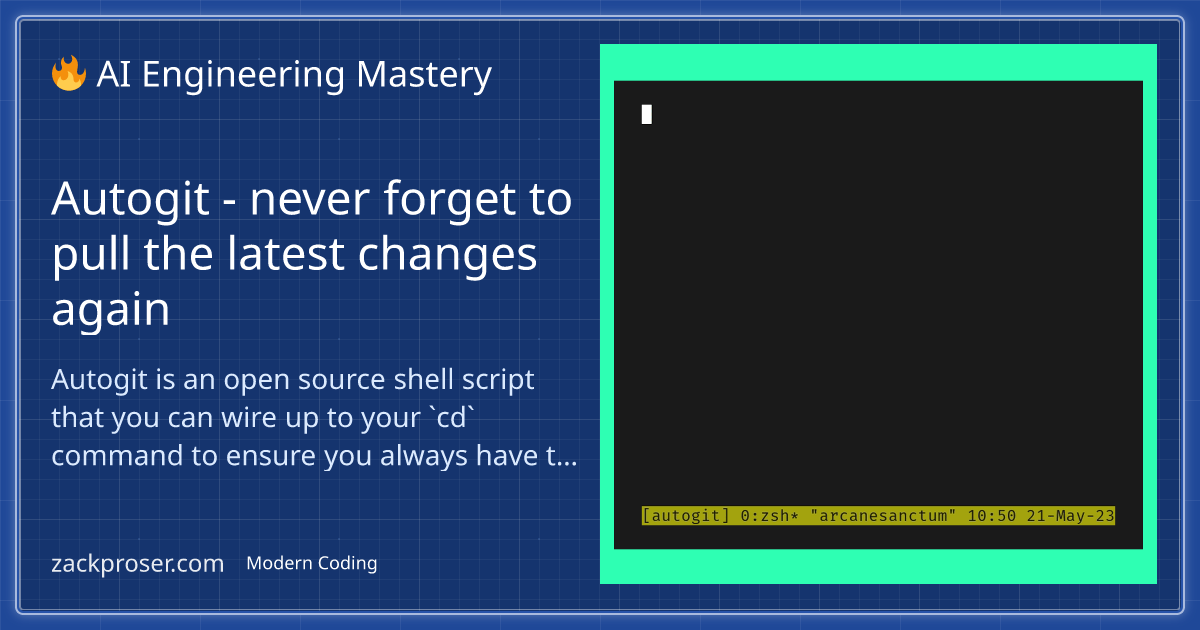 🔥 AI Engineering Mastery
Autogit - never forget to
pull the latest changes
again
Autogit is an open source shell script
that you can wire up to your `cd`
command to ensure you always have t...
zackproser.com
Modern Coding
[autogit] 0:zsh* "arcanesanctum" 10:50 21-May-23